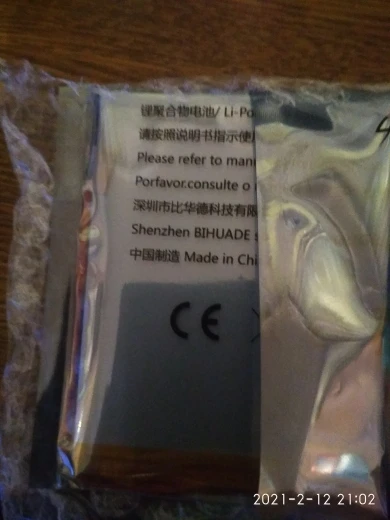 锂聚合物电池/ Li-Po
请按照说明书指示使用
Please refer to man
Porfavor.consulte o
深圳市比华德科技有限
Shenzhen BIHUADE
中国制造 Made in Chi
CE
2021-2-12 21:02